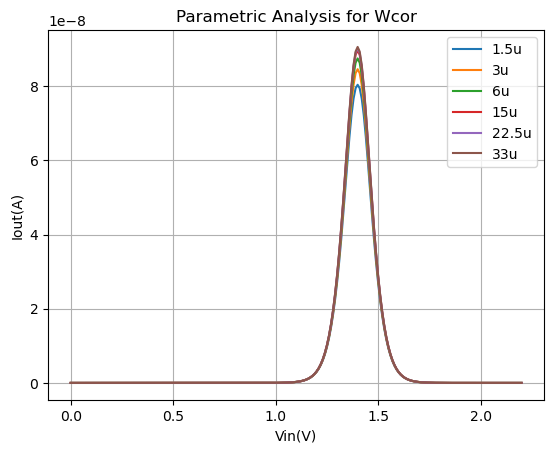 Parametric Analysis for Wcor
1e−8
1.5u
3u
6u
15u
22.5u
33u
8
6
4
2
0
Iout(A)
0.0 0.5 1.0 1.5 2.0
Vin(V)